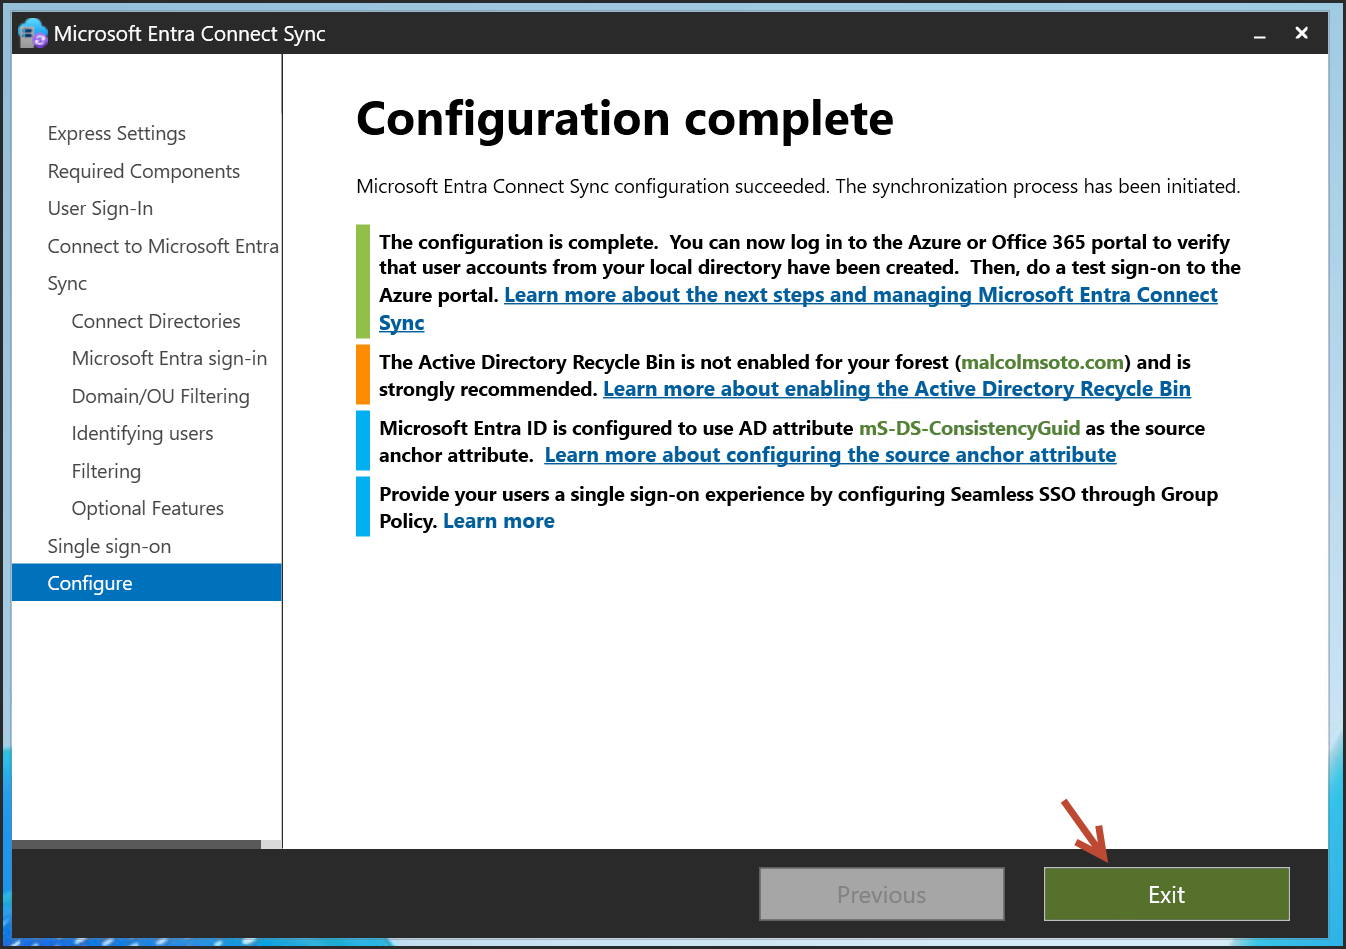 Microsoft Entra Connect Sync
Express Settings
Required Components
User Sign-In
Connect to Microsoft Entra
Sync
Connect Directories
Microsoft Entra sign-in
Domain/OU Filtering
Identifying users
Filtering
Optional Features
Single sign-on
Configure
Configuration complete
Microsoft Entra Connect Sync configuration succeeded. The synchronization process has been initiated.
The configuration is complete.  You can now log in to the Azure or Office 365 portal to verify
that user accounts from your local directory have been created.  Then, do a test sign-on to the
Azure portal. Learn more about the next steps and managing Microsoft Entra Connect
Sync
The Active Directory Recycle Bin is not enabled for your forest (malcolmsoto.com) and is
strongly recommended. Learn more about enabling the Active Directory Recycle Bin
Microsoft Entra ID is configured to use AD attribute mS-DS-ConsistencyGuid as the source
anchor attribute.  Learn more about configuring the source anchor attribute
Provide your users a single sign-on experience by configuring Seamless SSO through Group
Policy. Learn more
Previous
Exit